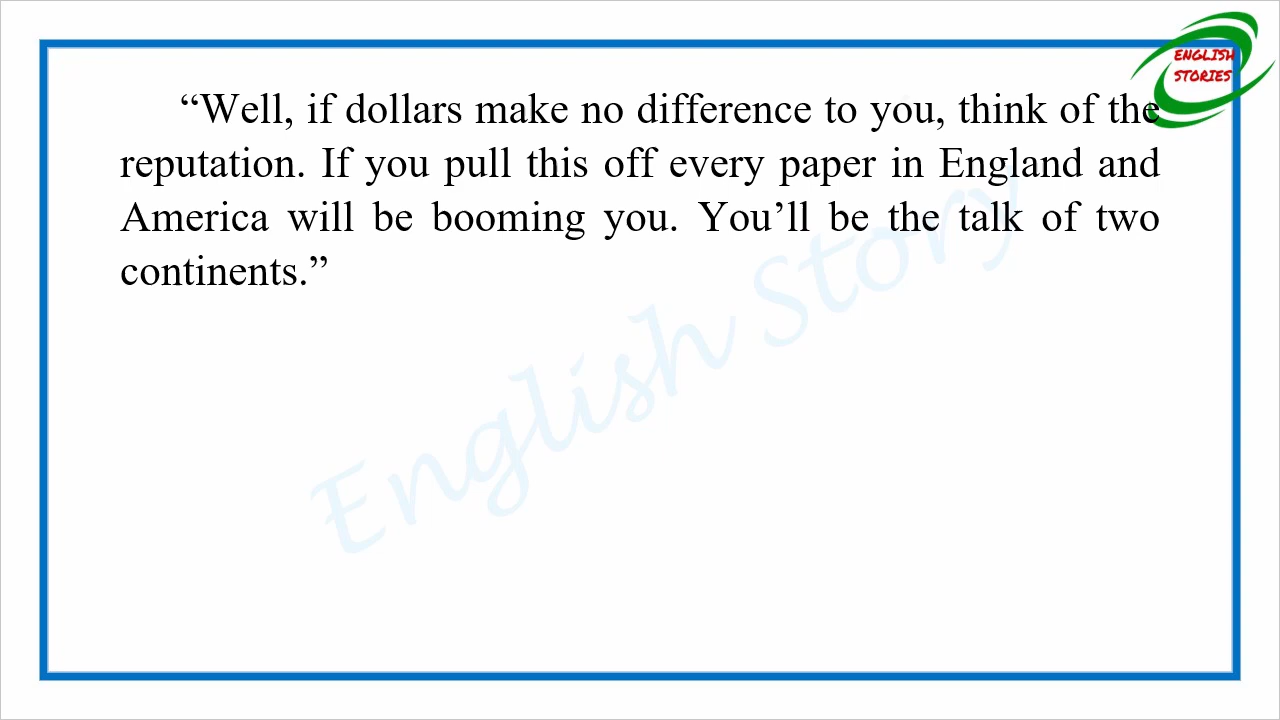 ENGLISH
STORIES
“Well, if dollars make no difference to you, think of the
reputation. If you pull this off every paper in England and
America will be booming you. You’ll be the talk of two
continents.”
English Story